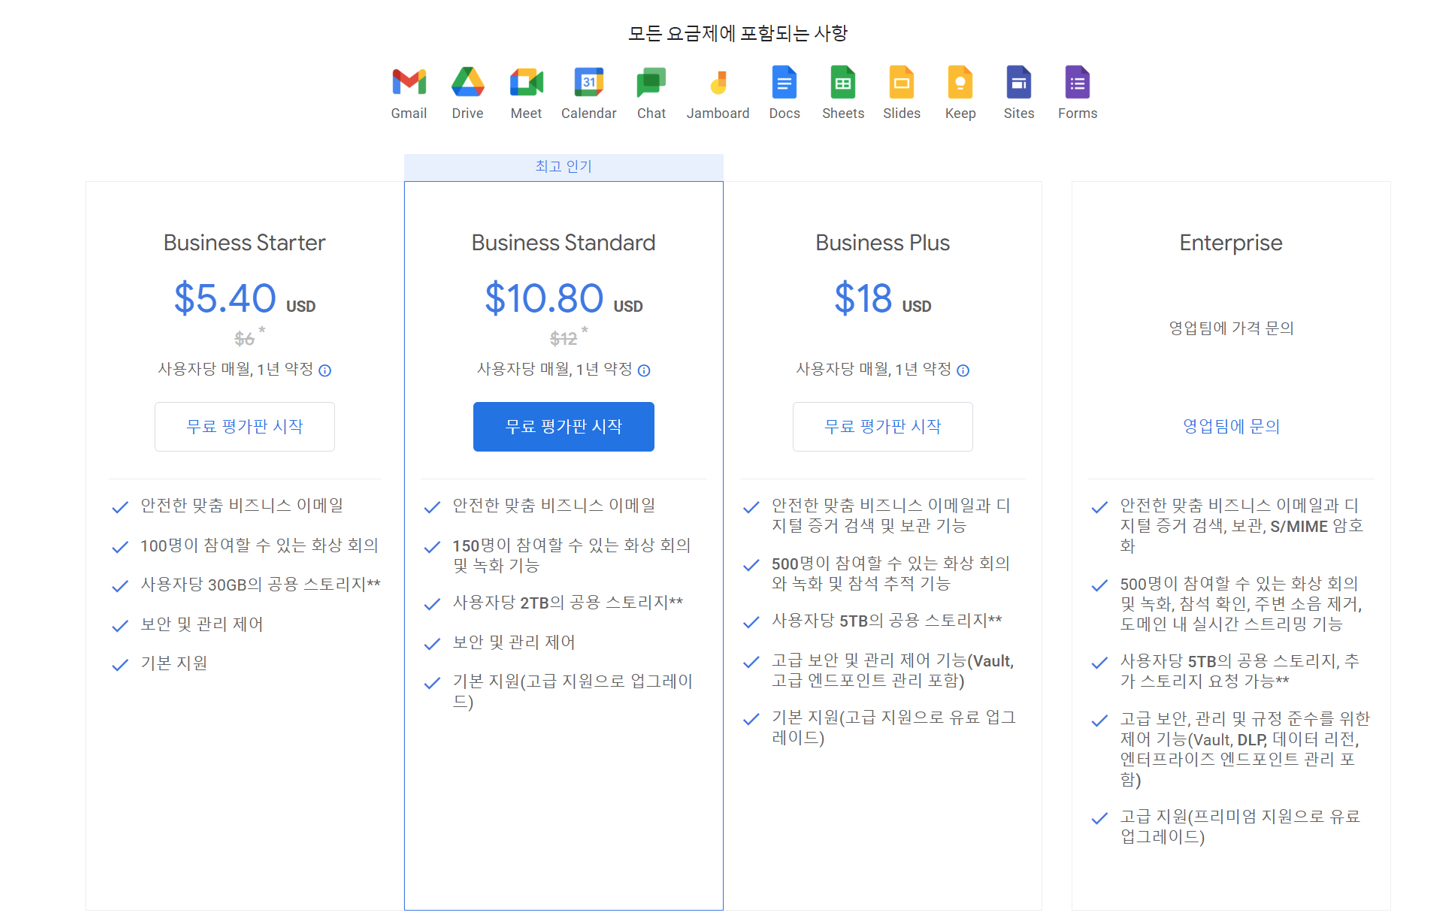 모든 요금제에 포함되는 사항
31
Gmail Drive Meet Calendar Chat Jamboard Docs Sheets Slides Keep Sites Forms
최고 인기
Business Starter
$5.40 USD
$6 *
사용자당 매월, 1년 약정
무료 평가판 시작
안전한 맞춤 비즈니스 이메일
100명이 참여할 수 있는 화상 회의
사용자당 30GB의 공용 스토리지**
보안 및 관리 제어
기본 지원
Business Standard
$10.80 USD
$12 *
사용자당 매월, 1년 약정
무료 평가판 시작
안전한 맞춤 비즈니스 이메일
150명이 참여할 수 있는 화상 회의
및 녹화 기능
사용자당 2TB의 공용 스토리지**
보안 및 관리 제어
기본 지원(고급 지원으로 업그레이
드)
Business Plus
$18 USD
사용자당 매월, 1년 약정
무료 평가판 시작
안전한 맞춤 비즈니스 이메일과 디
지털 증거 검색 및 보관 기능
500명이 참여할 수 있는 화상 회의
와 녹화 및 참석 추적 기능
사용자당 5TB의 공용 스토리지**
고급 보안 및 관리 제어 기능(Vault,
고급 엔드포인트 관리 포함)
기본 지원(고급 지원으로 유료 업그
레이드)
Enterprise
영업팀에 가격 문의
영업팀에 문의
안전한 맞춤 비즈니스 이메일과 디
지털 증거 검색, 보관, S/MIME 암호
화
500명이 참여할 수 있는 화상 회의
및 녹화, 참석 확인, 주변 소음 제거,
도메인 내 실시간 스트리밍 기능
사용자당 5TB의 공용 스토리지, 추
가 스토리지 요청 가능**
고급 보안, 관리 및 규정 준수를 위한
제어 기능(Vault, DLP, 데이터 리전,
엔터프라이즈 엔드포인트 관리 포
함)
고급 지원(프리미엄 지원으로 유료
업그레이드)